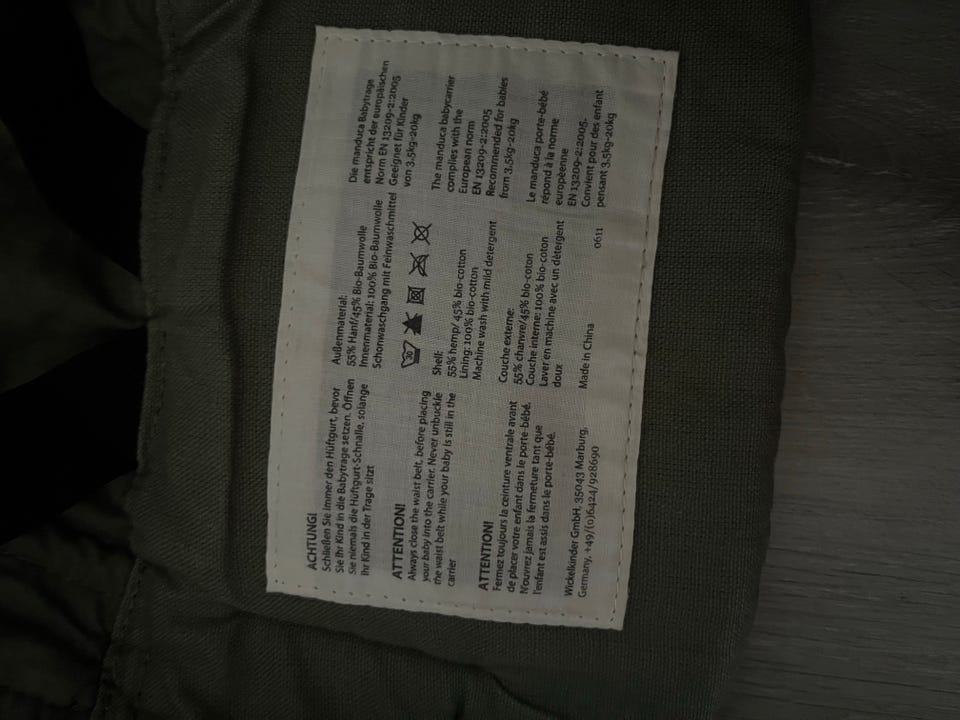 ACHTUNG!
Schließen Sie immer den Hüftgurt, bevor
Sie Ihr Kind in die Babytrage setzen. Öffnen
Sie niemals die Hüftgurt-Schnalle, solange
Ihr Kind in der Trage sitzt
ATTENTION!
Always close the waist belt, before placing
your baby into the carrier. Never unbuckle
the waist belt while your baby is still in the
carrier
ATTENTION!
Fermez toujours la ceinture ventrale avant
de placer votre enfant dans le porte-bébé.
N'ouvrez jamais la fermeture tant que
l'enfant est assis dans le porte-bébé.
Wickelkinder GmbH, 35043 Marburg,
Germany, +49/(0)6424/928690
Außenmaterial:
55% Hanf/45% Bio-Baumwolle
Innenmaterial: 100% Bio-Baumwolle
Schonwaschgang mit Feinwaschmittel
30
Shell:
55% hemp/ 45% bio-cotton
Lining: 100% bio-cotton
Machine wash with mild detergent
Couche externe:
55% chanvre/45% bio-coton
Couche interne: 100% bio-coton
Laver en machine avec un détergent
doux
Made in China
0611
Die manduca Babytrage
entspricht der europäischen
Norm EN 13209-2:2005
Geeignet für Kinder
von 3.5kg-20kg
The manduca babycarrier
complies with the
European norm
EN 13209-2:2005
Recommended for babies
from 3.5kg-20kg
Le manduca porte-bébé
répond à la norme
européenne
EN 13209-2:2005.
Convient pour des enfant
pensant 3.5kg-20kg